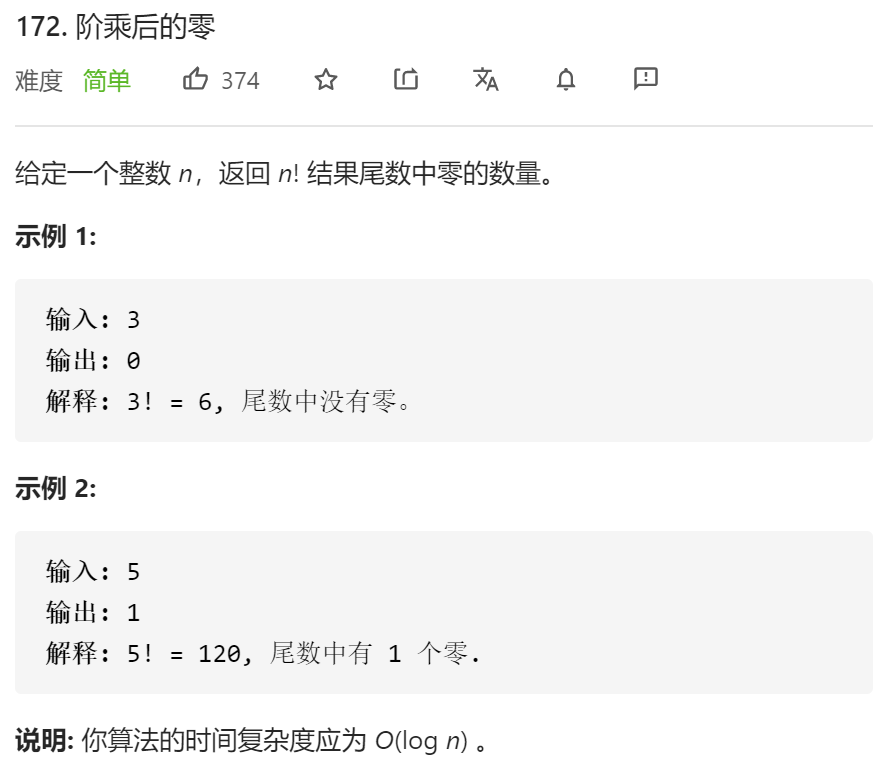 172. 阶乘后的零
难度 简单 374
给定一个整数 n，返回 n! 结果尾数中零的数量。
示例 1:
输入: 3
输出: 0
解释: 3! = 6, 尾数中没有零。
示例 2:
输入: 5
输出: 1
解释: 5! = 120, 尾数中有 1 个零.
说明: 你算法的时间复杂度应为 O(log n) 。